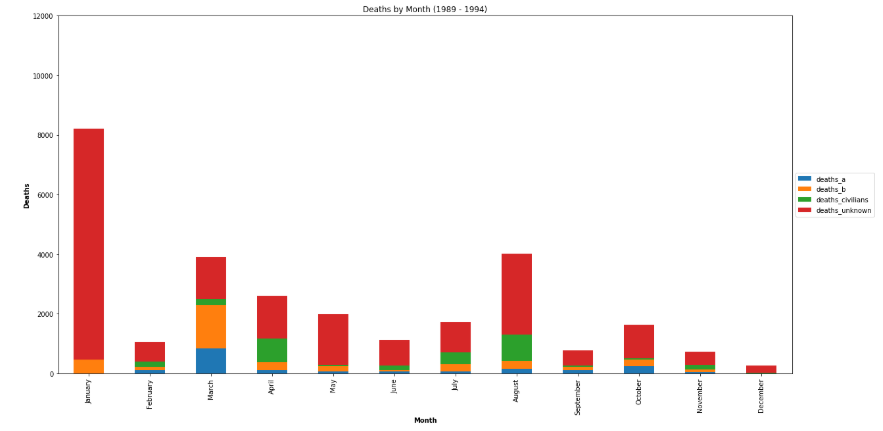 Deaths by Month (1989 - 1994)
12000
10000
8000
6000
4000
2000
0
Deaths
January
February
March
April
May
June
July
August
September
October
November
December
Month
deaths_a
deaths_b
deaths_civilians
deaths_unknown